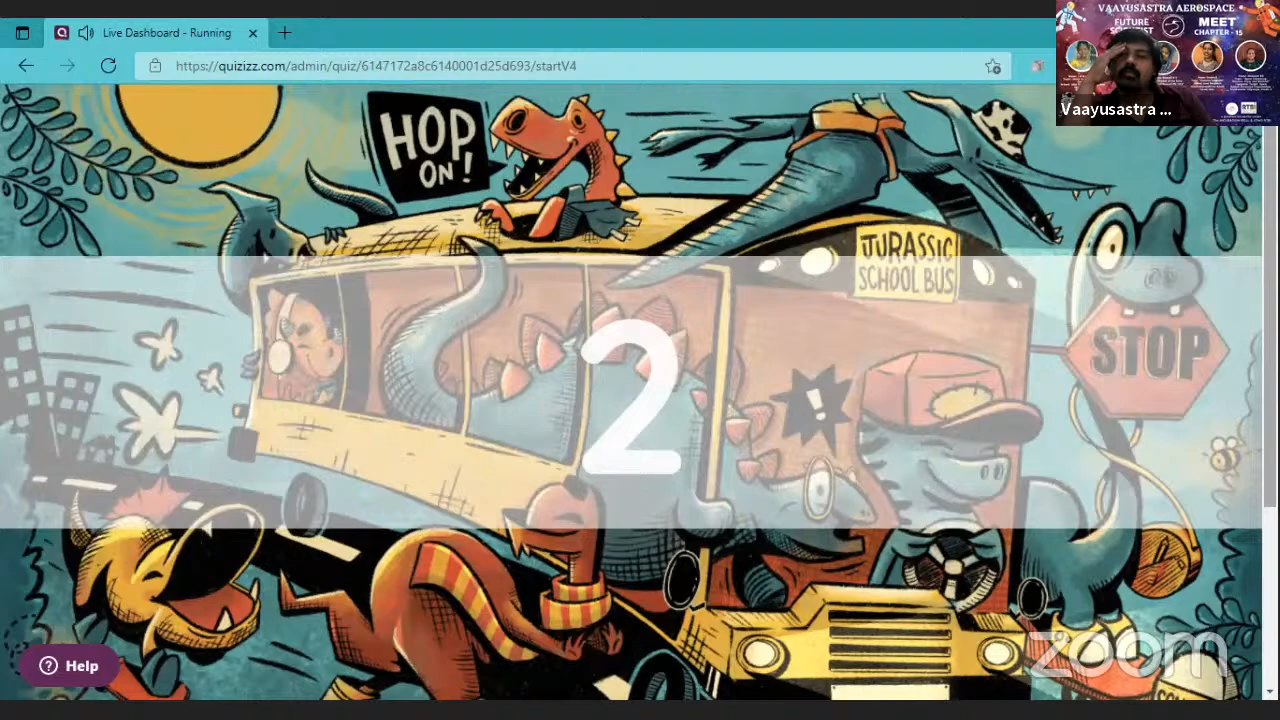 Live Dashboard - Running
https://quizizz.com/admin/quiz/6147172a8c6140001d25d693/startV4
VAAYUSASTRA AEROSPACE
FUTURE
MEET
CHAPTER - 15
Vaayusastra ...
HOP
ON!
JURASSIC
SCHOOL BUS
STOP
!
2
Help
zoom